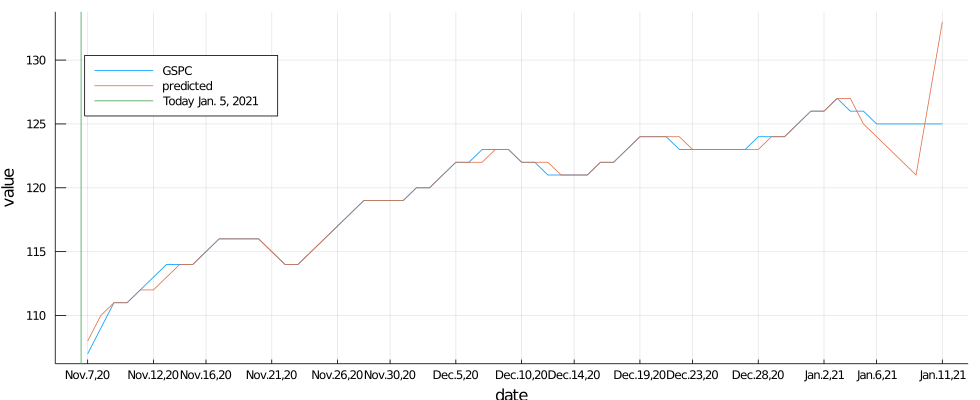 130
125
120
115
110
value
GSPC
predicted
Today Jan. 5, 2021
Nov.7,20 Nov.12,20 Nov.16,20 Nov.21,20 Nov.26,20 Nov.30,20 Dec.5,20 Dec.10,20 Dec.14,20 Dec.19,20 Dec.23,20 Dec.28,20 Jan.2,21 Jan.6,21 Jan.11,21
date